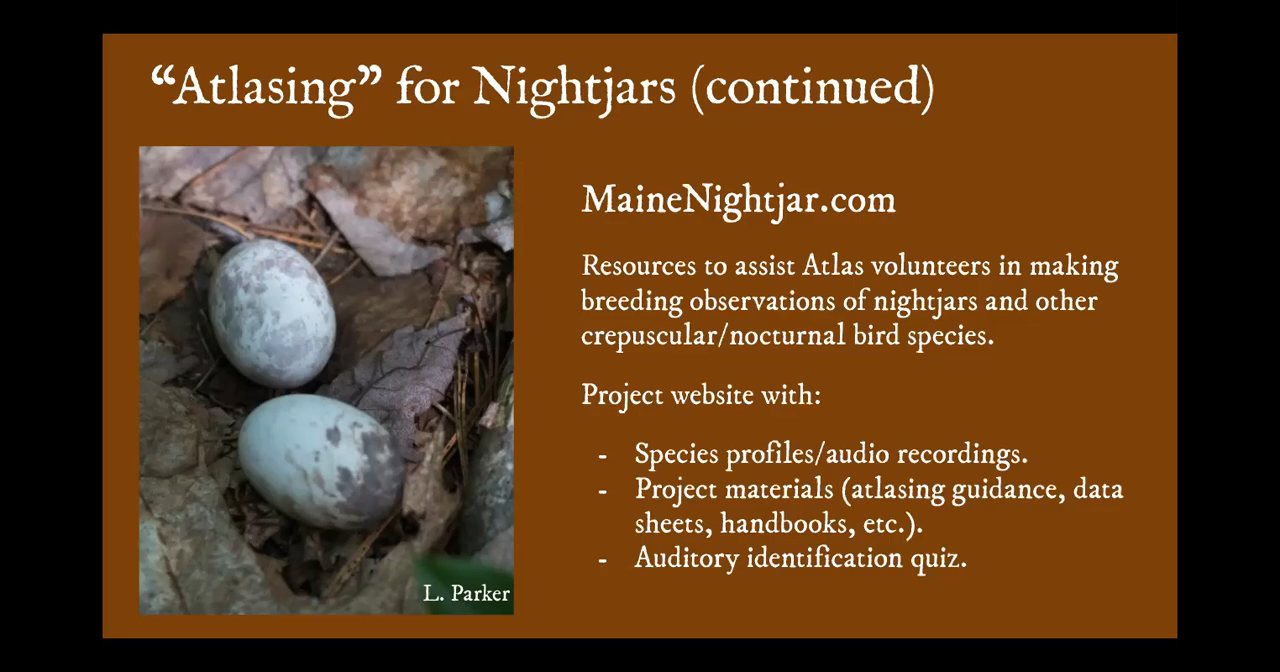 “Atlasing” for Nightjars (continued)
MaineNightjar.com
Resources to assist Atlas volunteers in making
breeding observations of nightjars and other
crepuscular/nocturnal bird species.
Project website with:
- Species profiles/audio recordings.
- Project materials (atlasing guidance, data
sheets, handbooks, etc.).
- Auditory identification quiz.
L. Parker